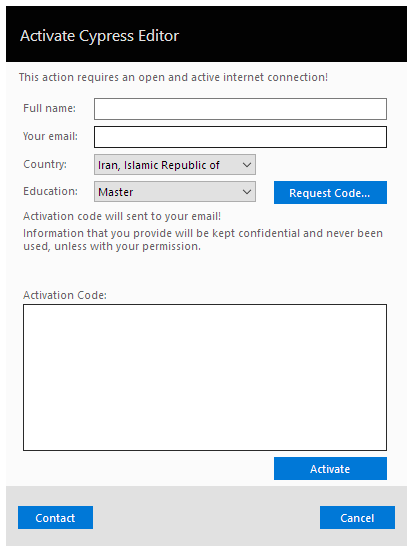 Activate Cypress Editor
This action requires an open and active internet connection!
Full name:
Your email:
Country: Iran, Islamic Republic of
Education: Master
Request Code...
Activation code will sent to your email!
Information that you provide will be kept confidential and never been
used, unless with your permission.
Activation Code:
Activate
Contact
Cancel